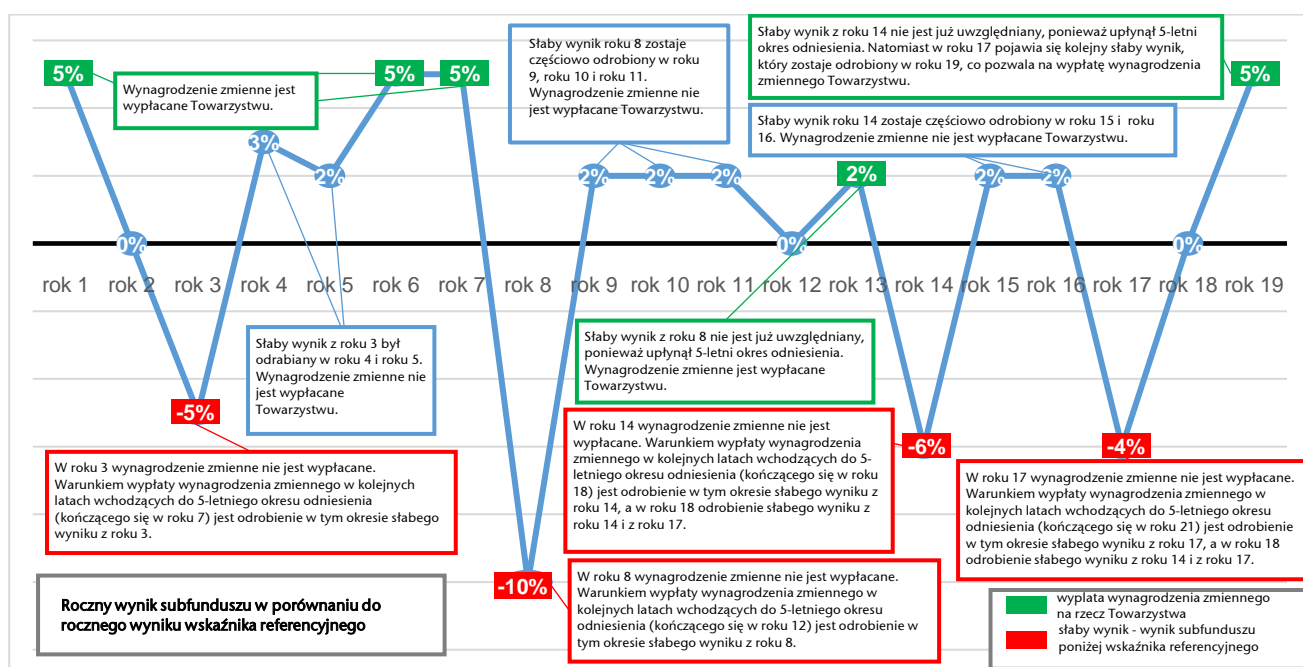 Słaby wynik z roku 14 nie jest już uwzględniany, ponieważ upłynął 5-letni
okres odniesienia. Natomiast w roku 17 pojawia się kolejny słaby wynik,
który zostaje odrobiony w roku 19, co pozwala na wypłatę wynagrodzenia
zmiennego Towarzystwu.
Słaby wynik roku 8 zostaje
częściowo odrobiony w roku
9, roku 10 i roku 11.
Wynagrodzenie zmienne nie
jest wypłacane Towarzystwu.
5%
Wynagrodzenie zmienne jest
wypłacane Towarzystwu.
5%
5%
5%
Słaby wynik roku 14 zostaje częściowo odrobiony w roku 15 i roku
16. Wynagrodzenie zmienne nie jest wypłacane Towarzystwu.
3%
2%
2%
2%
2%
2%
2%
2%
0%
0%
0%
rok 1
rok 2
rok 3
rok 4
rok 5
rok 6
rok 7
rok 8
rok 9
rok 10
rok 11
rok 12
rok 13
rok 14
rok 15
rok 16
rok 17
rok 18
rok 19
Słaby wynik z roku 3 był
odrabiany w roku 4 i roku 5.
Wynagrodzenie zmienne nie
jest wypłacane
Towarzystwu.
Słaby wynik z roku 8 nie jest już uwzględniany,
ponieważ upłynął 5-letni okres odniesienia.
Wynagrodzenie zmienne jest wypłacane
Towarzystwu.
-5%
-6%
-4%
-10%
W roku 3 wynagrodzenie zmienne nie jest wypłacane.
Warunkiem wypłaty wynagrodzenia zmiennego w kolejnych
latach wchodzących do 5-letniego okresu odniesienia
(kończącego się w roku 7) jest odrobienie w tym okresie słabego
wyniku z roku 3.
W roku 14 wynagrodzenie zmienne nie jest
wypłacane. Warunkiem wypłaty wynagrodzenia
zmiennego w kolejnych latach wchodzących do 5-
letniego okresu odniesienia (kończącego się w roku
18) jest odrobienie w tym okresie słabego wyniku z
roku 14, a w roku 18 odrobienie słabego wyniku z
roku 14 i z roku 17.
W roku 17 wynagrodzenie zmienne nie jest wypłacane.
Warunkiem wypłaty wynagrodzenia zmiennego w
kolejnych latach wchodzących do 5-letniego okresu
odniesienia (kończącego się w roku 21) jest odrobienie
w tym okresie słabego wyniku z roku 17, a w roku 18
odrobienie słabego wyniku z roku 14 i z roku 17.
W roku 8 wynagrodzenie zmienne nie jest wypłacane.
Warunkiem wypłaty wynagrodzenia zmiennego w
kolejnych latach wchodzących do 5-letniego okresu
odniesienia (kończącego się w roku 12) jest odrobienie w
tym okresie słabego wyniku z roku 8.
Roczny wynik subfunduszu w porównaniu do
rocznego wyniku wskaźnika referencyjnego
wyplata wynagrodzenia zmiennego
na rzecz Towarzystwa
słaby wynik - wynik subfunduszu
poniżej wskaźnika referencyjnego